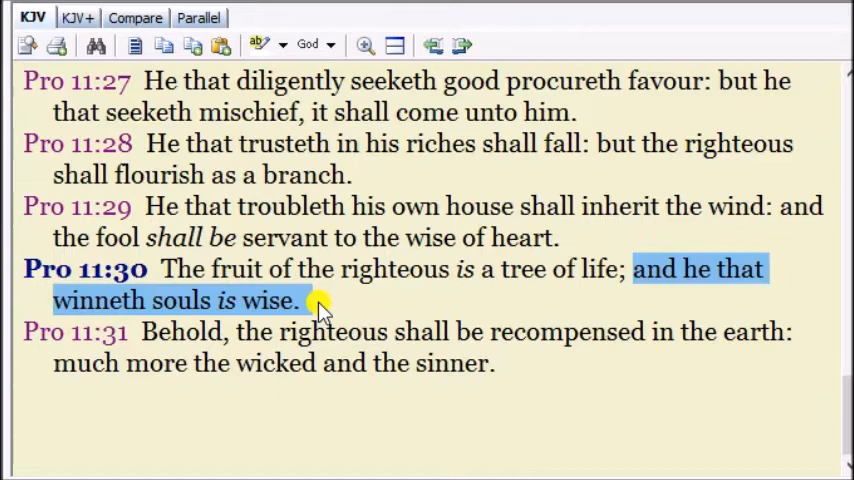 KJV KJV+ Compare Parallel
God
Pro 11:27 He that diligently seeketh good procureth favour: but he
that seeketh mischief, it shall come unto him.
Pro 11:28 He that trusteth in his riches shall fall: but the righteous
shall flourish as a branch.
Pro 11:29 He that troubleth his own house shall inherit the wind: and
the fool shall be servant to the wise of heart.
Pro 11:30 The fruit of the righteous is a tree of life; and he that
winneth souls is wise.
Pro 11:31 Behold, the righteous shall be recompensed in the earth:
much more the wicked and the sinner.